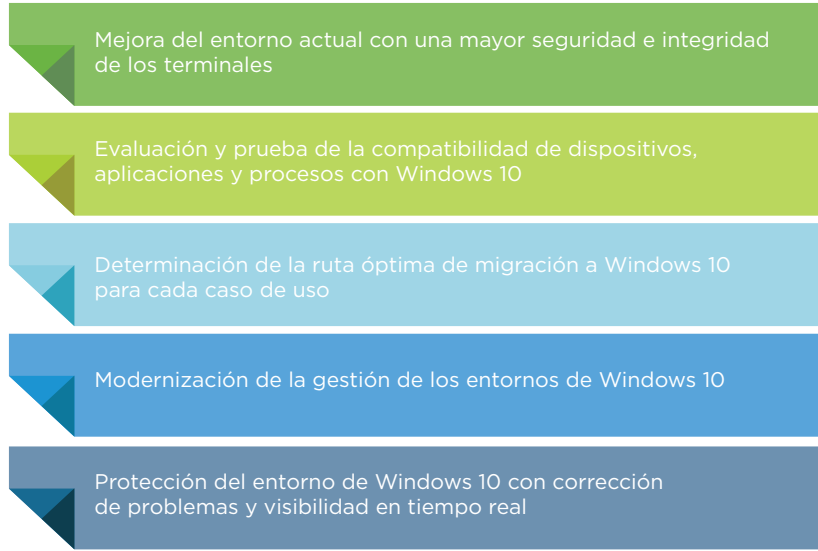 Mejora del entorno actual con una mayor seguridad e integridad
de los terminales
Evaluación y prueba de la compatibilidad de dispositivos,
aplicaciones y procesos con Windows 10
Determinación de la ruta óptima de migración a Windows 10
para cada caso de uso
Modernización de la gestión de los entornos de Windows 10
Protección del entorno de Windows 10 con corrección
de problemas y visibilidad en tiempo real